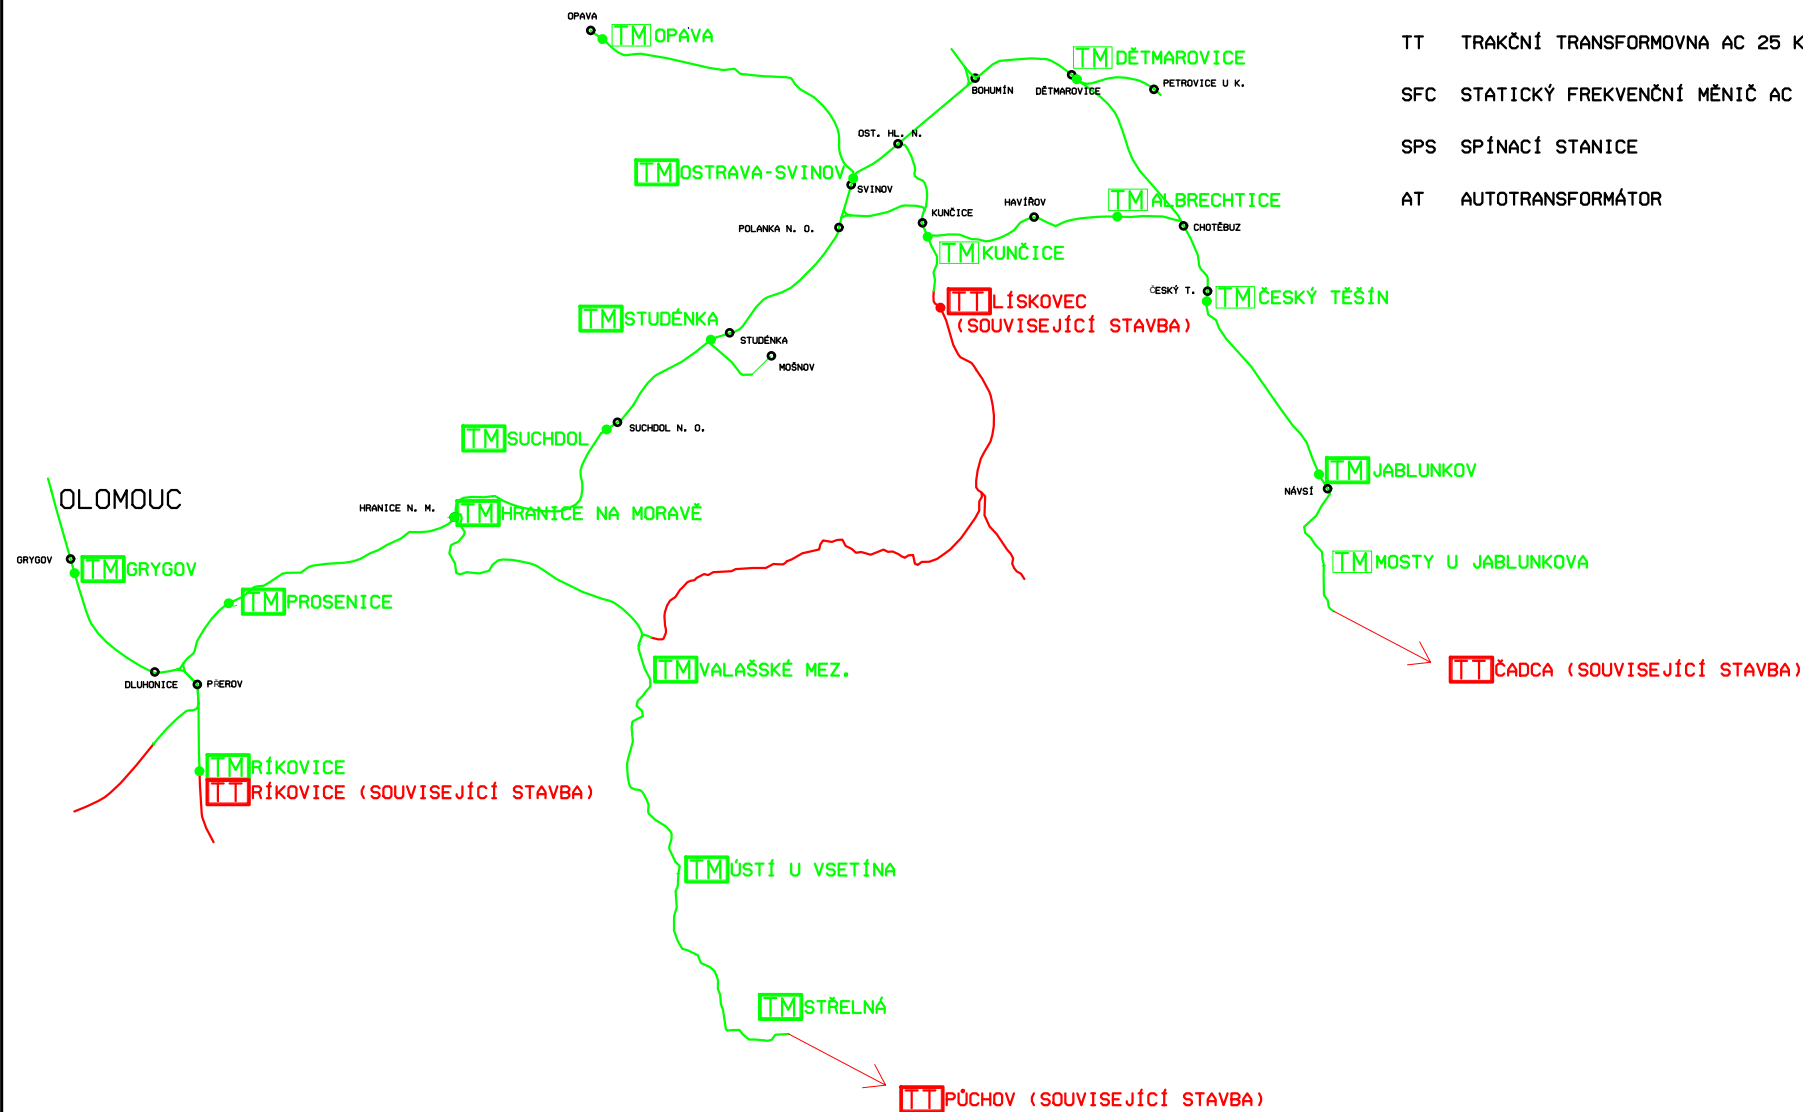 OPAVA
TM OPAVA
TT TRAKČNÍ TRANSFORMOVNA AC 25 K
TM DĚTMAROVICE
BOHUMÍN
DĚTMAROVICE
PETROVICE U K.
SFC STATICKÝ FREKVENČNÍ MĚNIČ AC
OST. HL. N.
SPS SPÍNACÍ STANICE
TM OSTRAVA-SVINOV
SVINOV
AT AUTOTRANSFORMÁTOR
HAVÍŘOV
TM ALBRECHTICE
KUNČICE
POLANKA N. O.
CHOTĚBUZ
TM KUNČICE
ČESKÝ T.
TM ČESKÝ TĚŠÍN
TT LÍSKOVEC
(SOUVISEJÍCÍ STAVBA)
TM STUDÉNKA
STUDÉNKA
MOŠNOV
SUCHDOL N. O.
TM SUCHDOL
TM JABLUNKOV
NÁVSÍ
OLOMOUC
HRANICE N. M.
TM HRANICE NA MORAVĚ
GRYGOV
TM GRYGOV
TM MOSTY U JABLUNKOVA
TM PROSENICE
TM VALAŠSKÉ MEZ.
TT ČADCA (SOUVISEJÍCÍ STAVBA)
DLUHONICE
PŘEROV
TM RÍKOVICE
TT RÍKOVICE (SOUVISEJÍCÍ STAVBA)
TM ÚSTÍ U VSETÍNA
TM STŘELNÁ
TT PŮCHOV (SOUVISEJÍCÍ STAVBA)